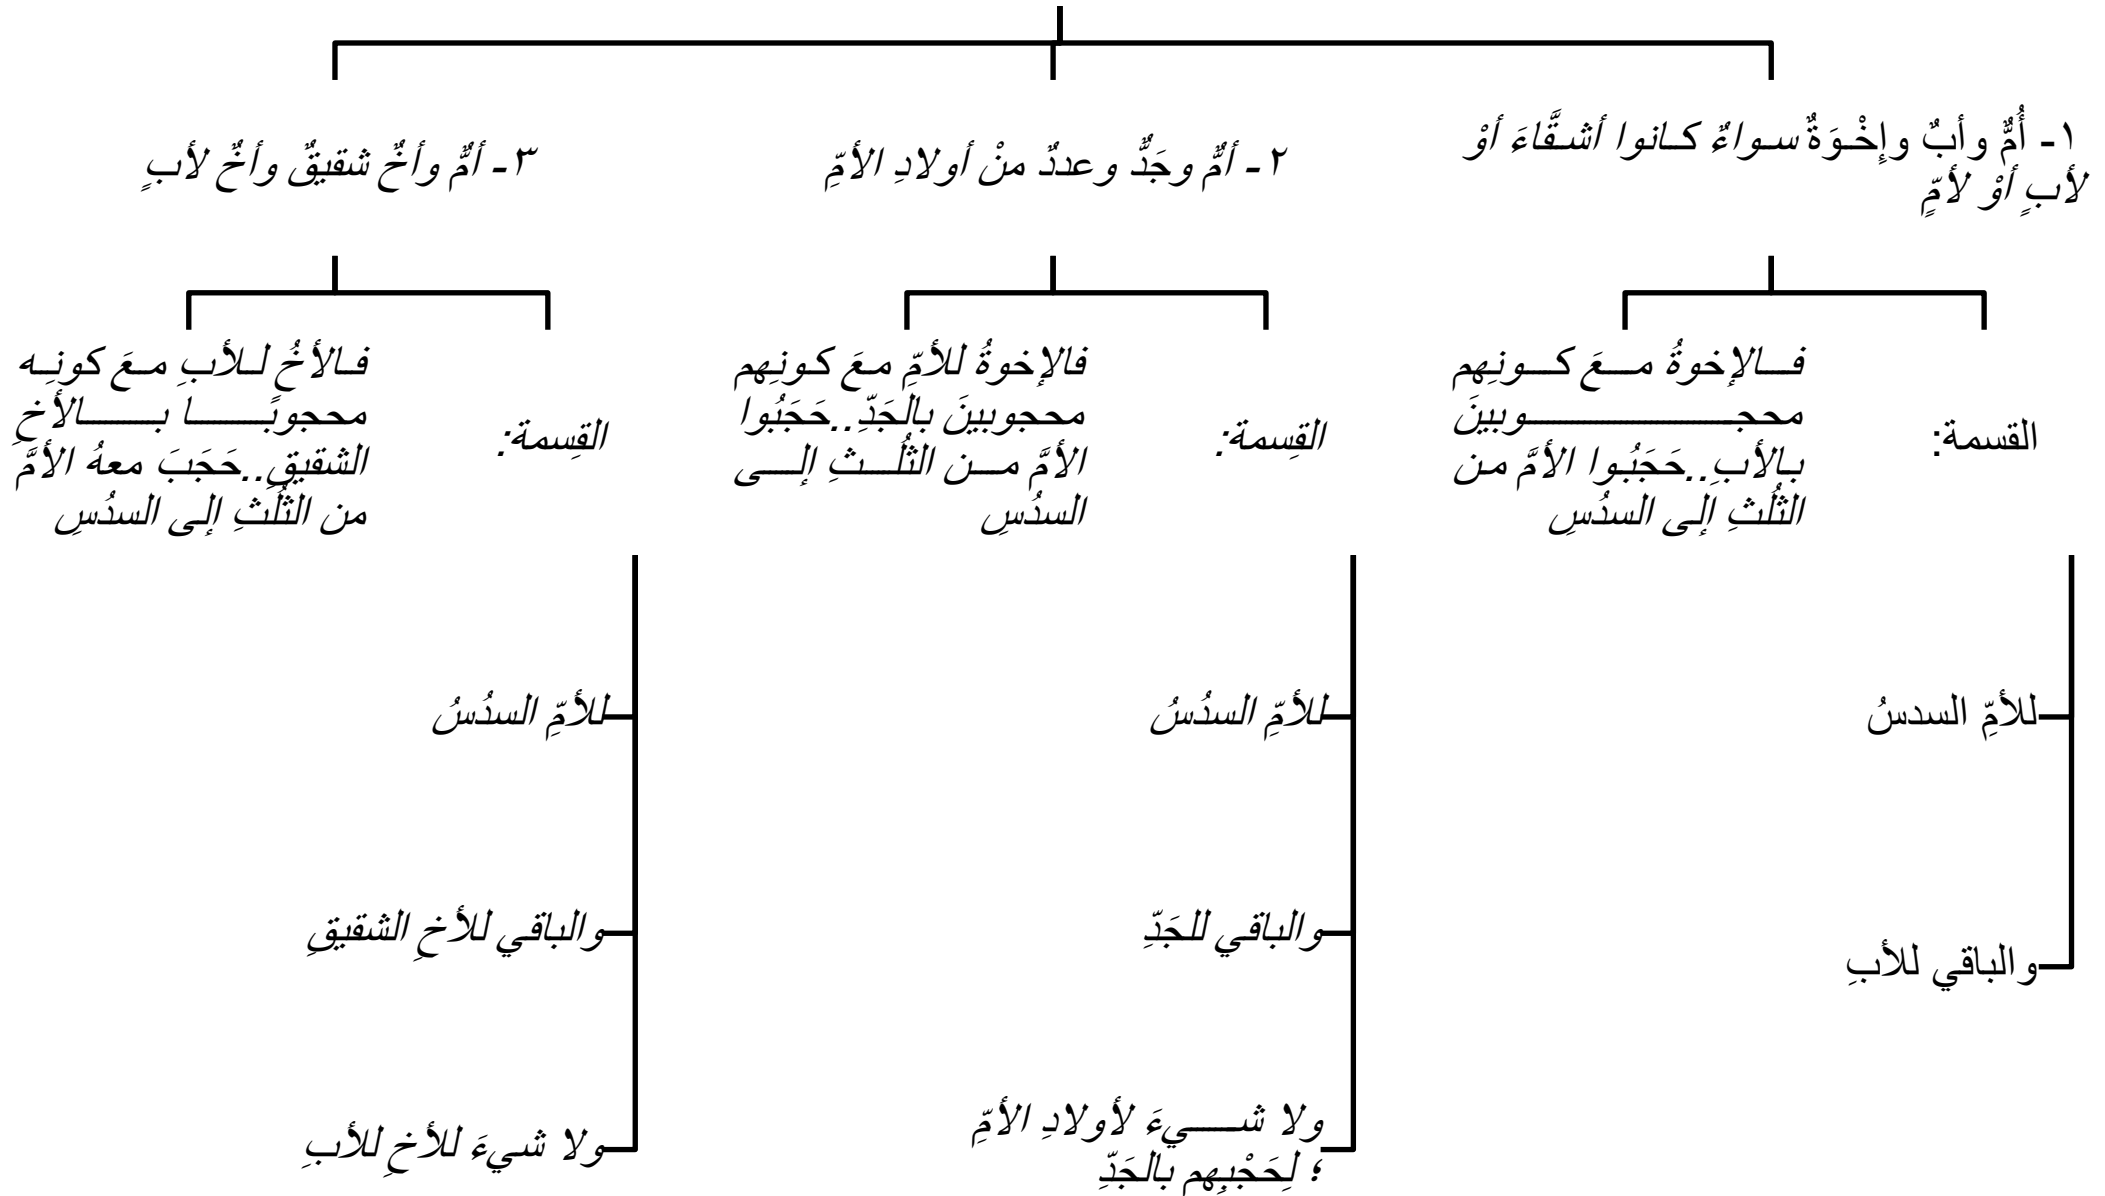 ١- أُمٌّ وأبٌ وإِخْوَةٌ سواءٌ كانوا أشقَّاءَ أوْ
لأبٍ أوْ لأمٍّ
فالإخوةُ معَ كونِهم
محجوبينَ
بالأبِ..حَجَبُوا الأمَّ من
الثُلَثِ إلى السدُسِ
القسمة:
للأمِّ السدسُ
والباقي للأبِ
٢- أمٌّ وجَدٌّ وعددٌ منْ أولادِ الأمِّ
فالإخوةُ للأمِّ معَ كونِهم
محجوبينَ بالجَدِّ..حَجَبُوا
الأمَّ من الثُلُثِ إلى
السدُسِ
القِسمة:
للأمِّ السدُسُ
والباقي للجَدِّ
ولا شيءَ لأولادِ الأمِّ
؛ لِحَجْبِهم بالجَدِّ
٣- أمٌّ وأخٌ شقيقٌ وأخٌ لأبٍ
فالأخُ للأبِ معَ كونِه
محجوبًا بالأخِ
الشقيقِ..حَجَبَ معهُ الأمَّ
من الثُلُثِ إلى السدُسِ
القِسمة:
للأمِّ السدُسُ
والباقي للأخِ الشقيقِ
ولا شيءَ للأخِ للأبِ